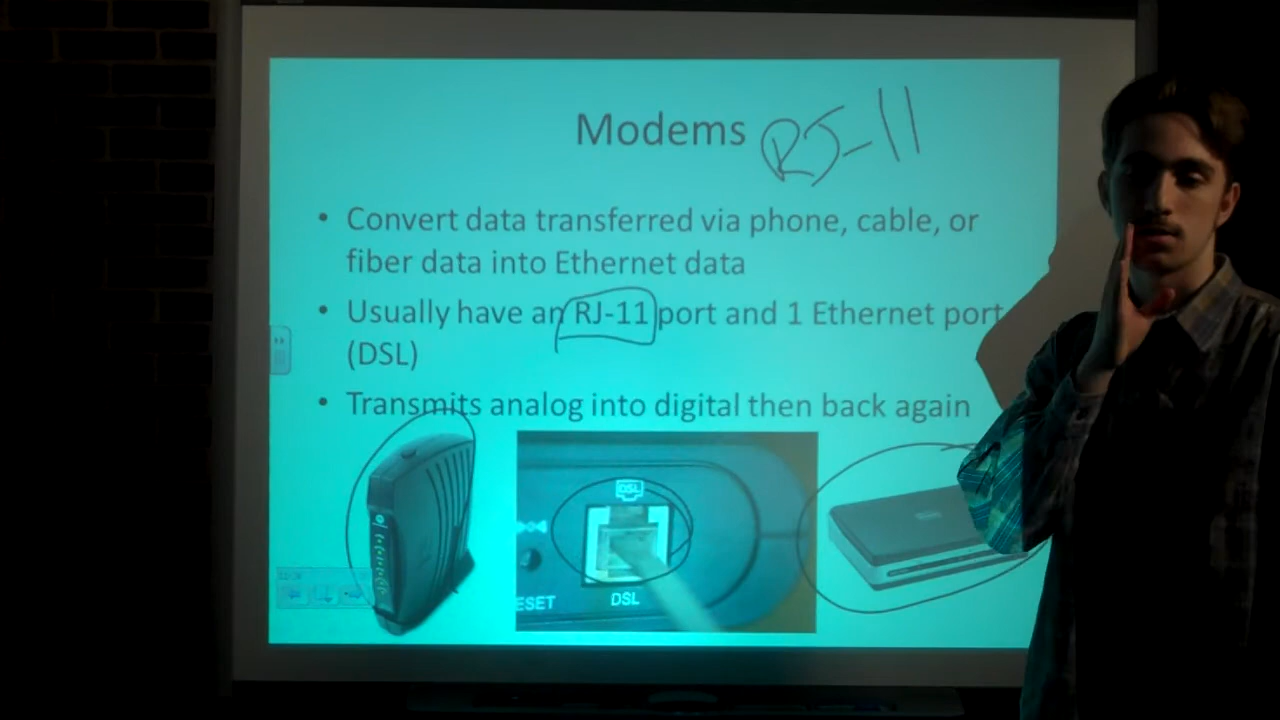 Modems RJ-11
• Convert data transferred via phone, cable, or
fiber data into Ethernet data
• Usually have an RJ-11 port and 1 Ethernet port
(DSL)
• Transmits analog into digital then back again
DSL
ESET
DSL